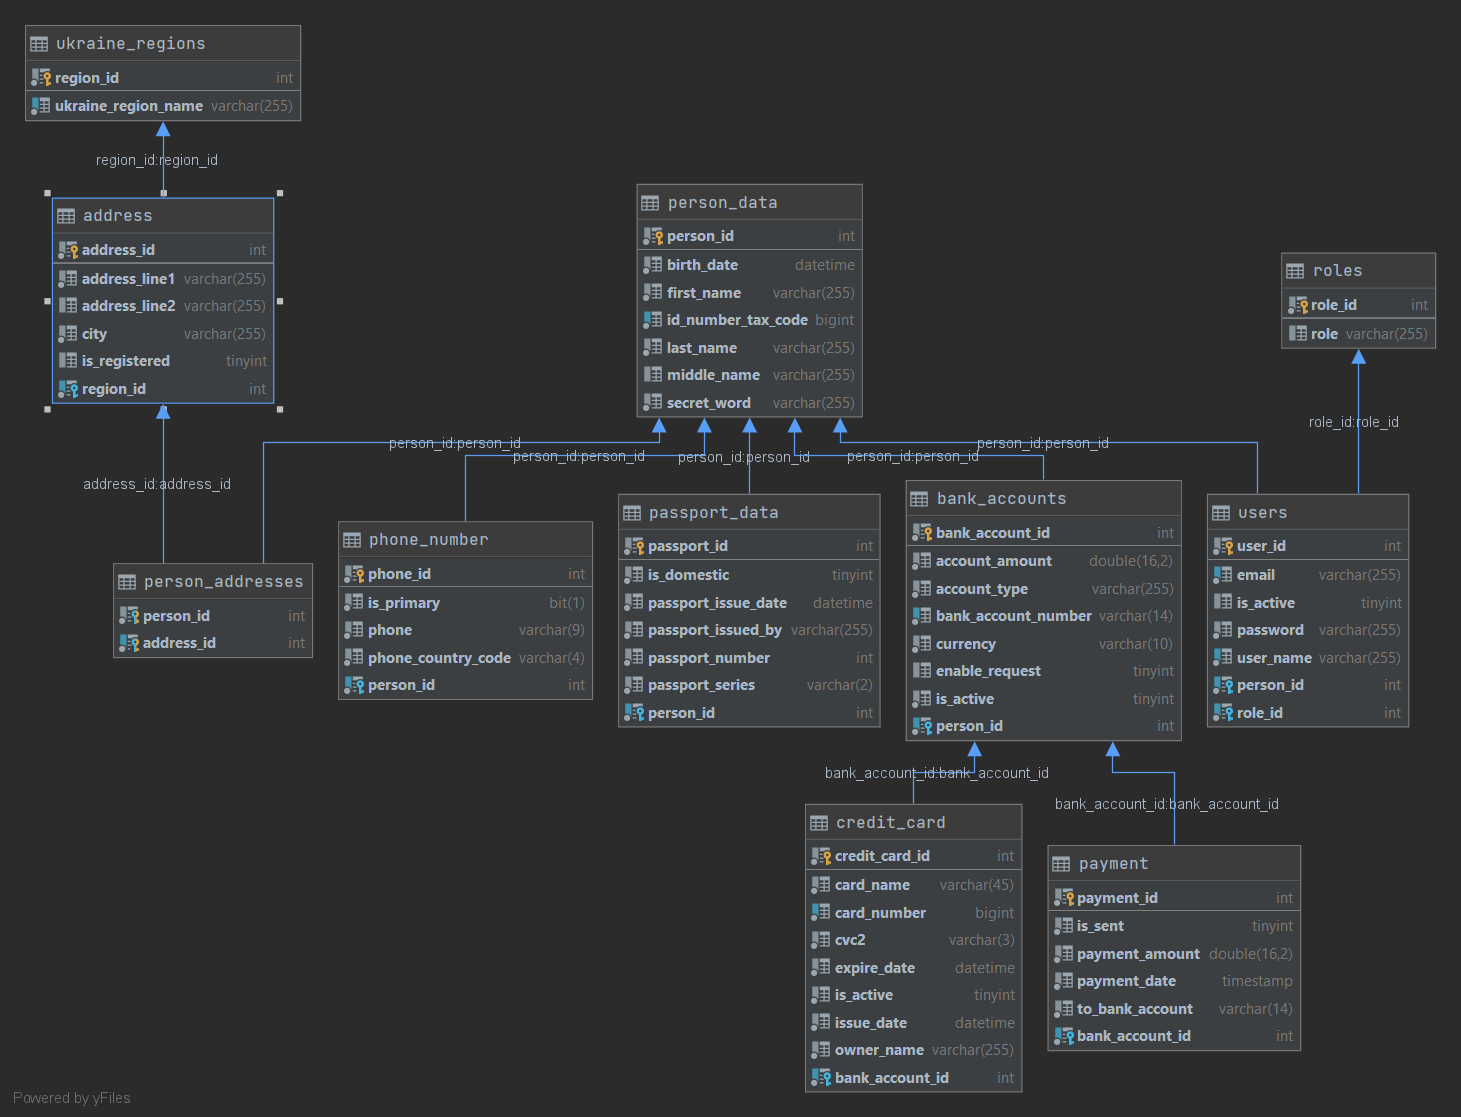 ukraine_regions
region_id int
ukraine_region_name varchar(255)
region_id:region_id
address
address_id int
address_line1 varchar(255)
address_line2 varchar(255)
city varchar(255)
is_registered tinyint
region_id int
person_data
person_id int
birth_date datetime
first_name varchar(255)
id_number_tax_code bigint
last_name varchar(255)
middle_name varchar(255)
secret_word varchar(255)
roles
role_id int
role varchar(255)
role_id:role_id
person_id:person_id
person_id:person_id
person_id:person_id
person_id:person_id
person_id:person_id
address_id:address_id
person_addresses
person_id int
address_id int
phone_number
phone_id int
is_primary bit(1)
phone varchar(9)
phone_country_code varchar(4)
person_id int
passport_data
passport_id int
is_domestic tinyint
passport_issue_date datetime
passport_issued_by varchar(255)
passport_number int
passport_series varchar(2)
person_id int
bank_accounts
bank_account_id int
account_amount double(16,2)
account_type varchar(255)
bank_account_number varchar(14)
currency varchar(10)
enable_request tinyint
is_active tinyint
person_id int
users
user_id int
email varchar(255)
is_active tinyint
password varchar(255)
user_name varchar(255)
person_id int
role_id int
bank_account_id:bank_account_id
bank_account_id:bank_account_id
credit_card
credit_card_id int
card_name varchar(45)
card_number bigint
cvc2 varchar(3)
expire_date datetime
is_active tinyint
issue_date datetime
owner_name varchar(255)
bank_account_id int
payment
payment_id int
is_sent tinyint
payment_amount double(16,2)
payment_date timestamp
to_bank_account varchar(14)
bank_account_id int
Powered by yFiles